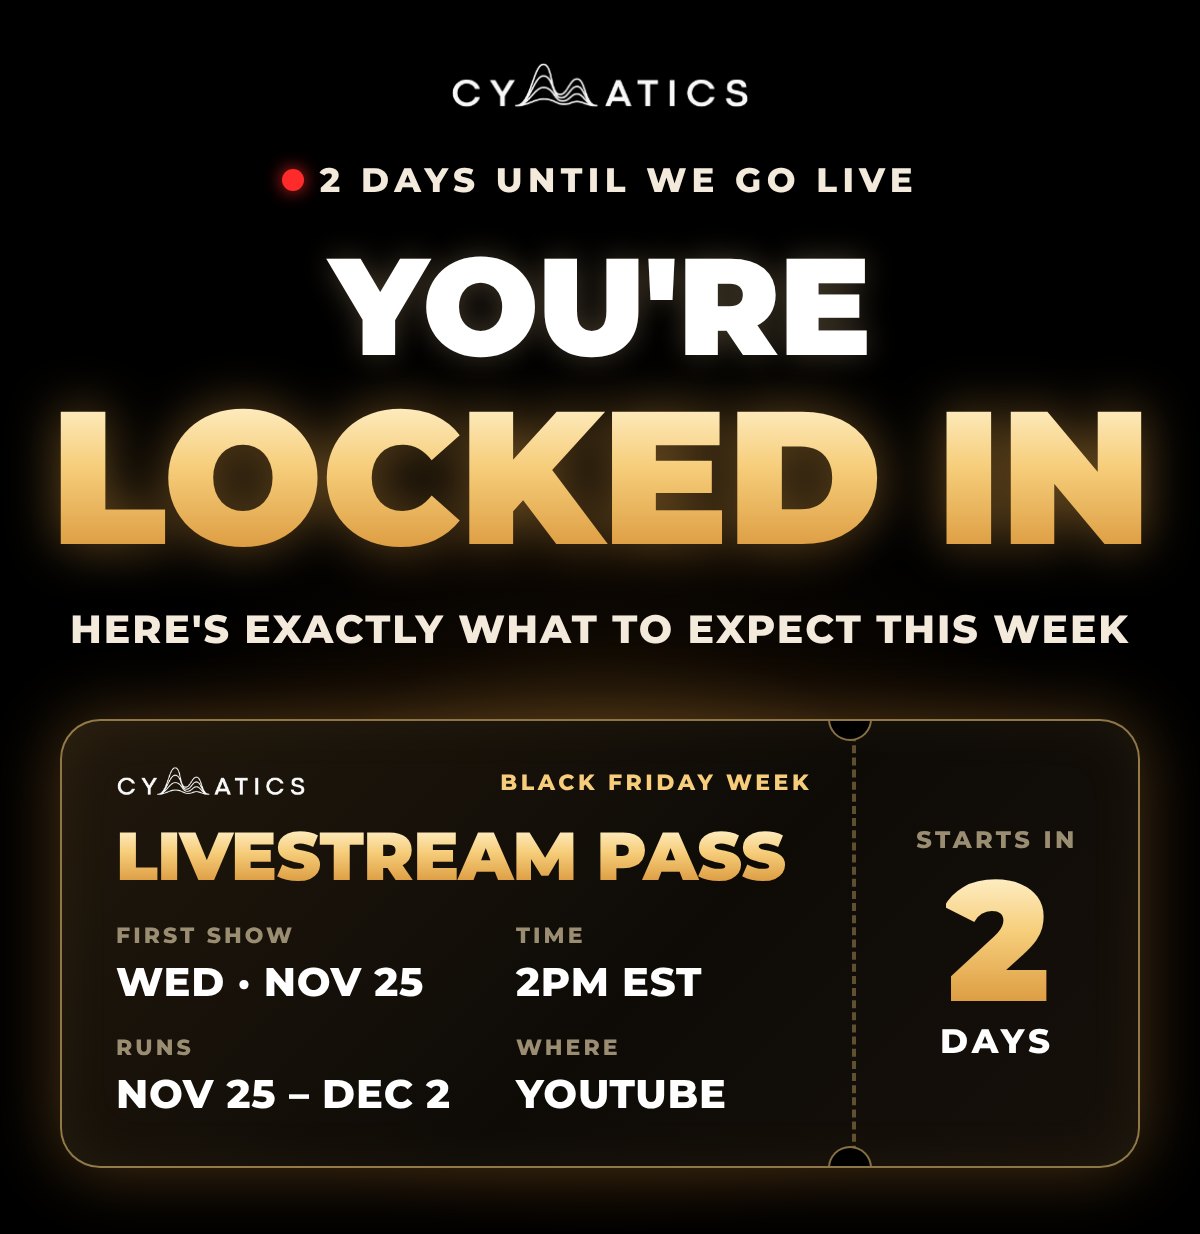 CYMATICS
2 DAYS UNTIL WE GO LIVE
YOU'RE
LOCKED IN
HERE'S EXACTLY WHAT TO EXPECT THIS WEEK
CYMATICS
BLACK FRIDAY WEEK
LIVESTREAM PASS
FIRST SHOW
WED · NOV 25
TIME
2PM EST
RUNS
NOV 25 – DEC 2
WHERE
YOUTUBE
STARTS IN
2
DAYS